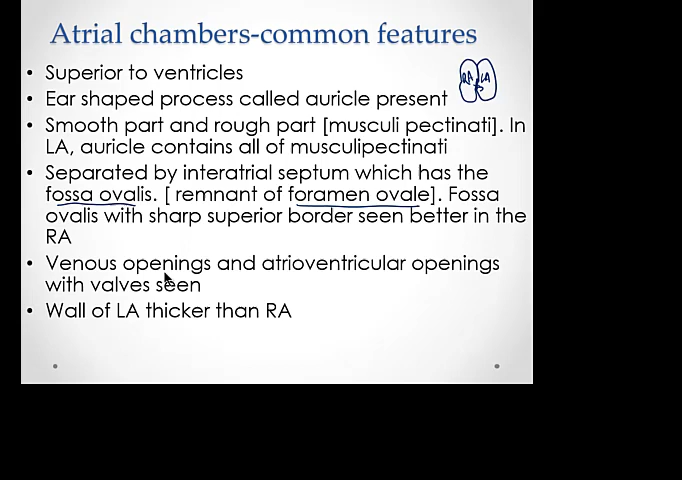 Atrial chambers-common features
• Superior to ventricles
RA LA
• Ear shaped process called auricle present
• Smooth part and rough part [musculi pectinati]. In
LA, auricle contains all of musculipectinati
• Separated by interatrial septum which has the
fossa ovalis. [ remnant of foramen ovale]. Fossa
ovalis with sharp superior border seen better in the
RA
• Venous openings and atrioventricular openings
with valves seen
• Wall of LA thicker than RA